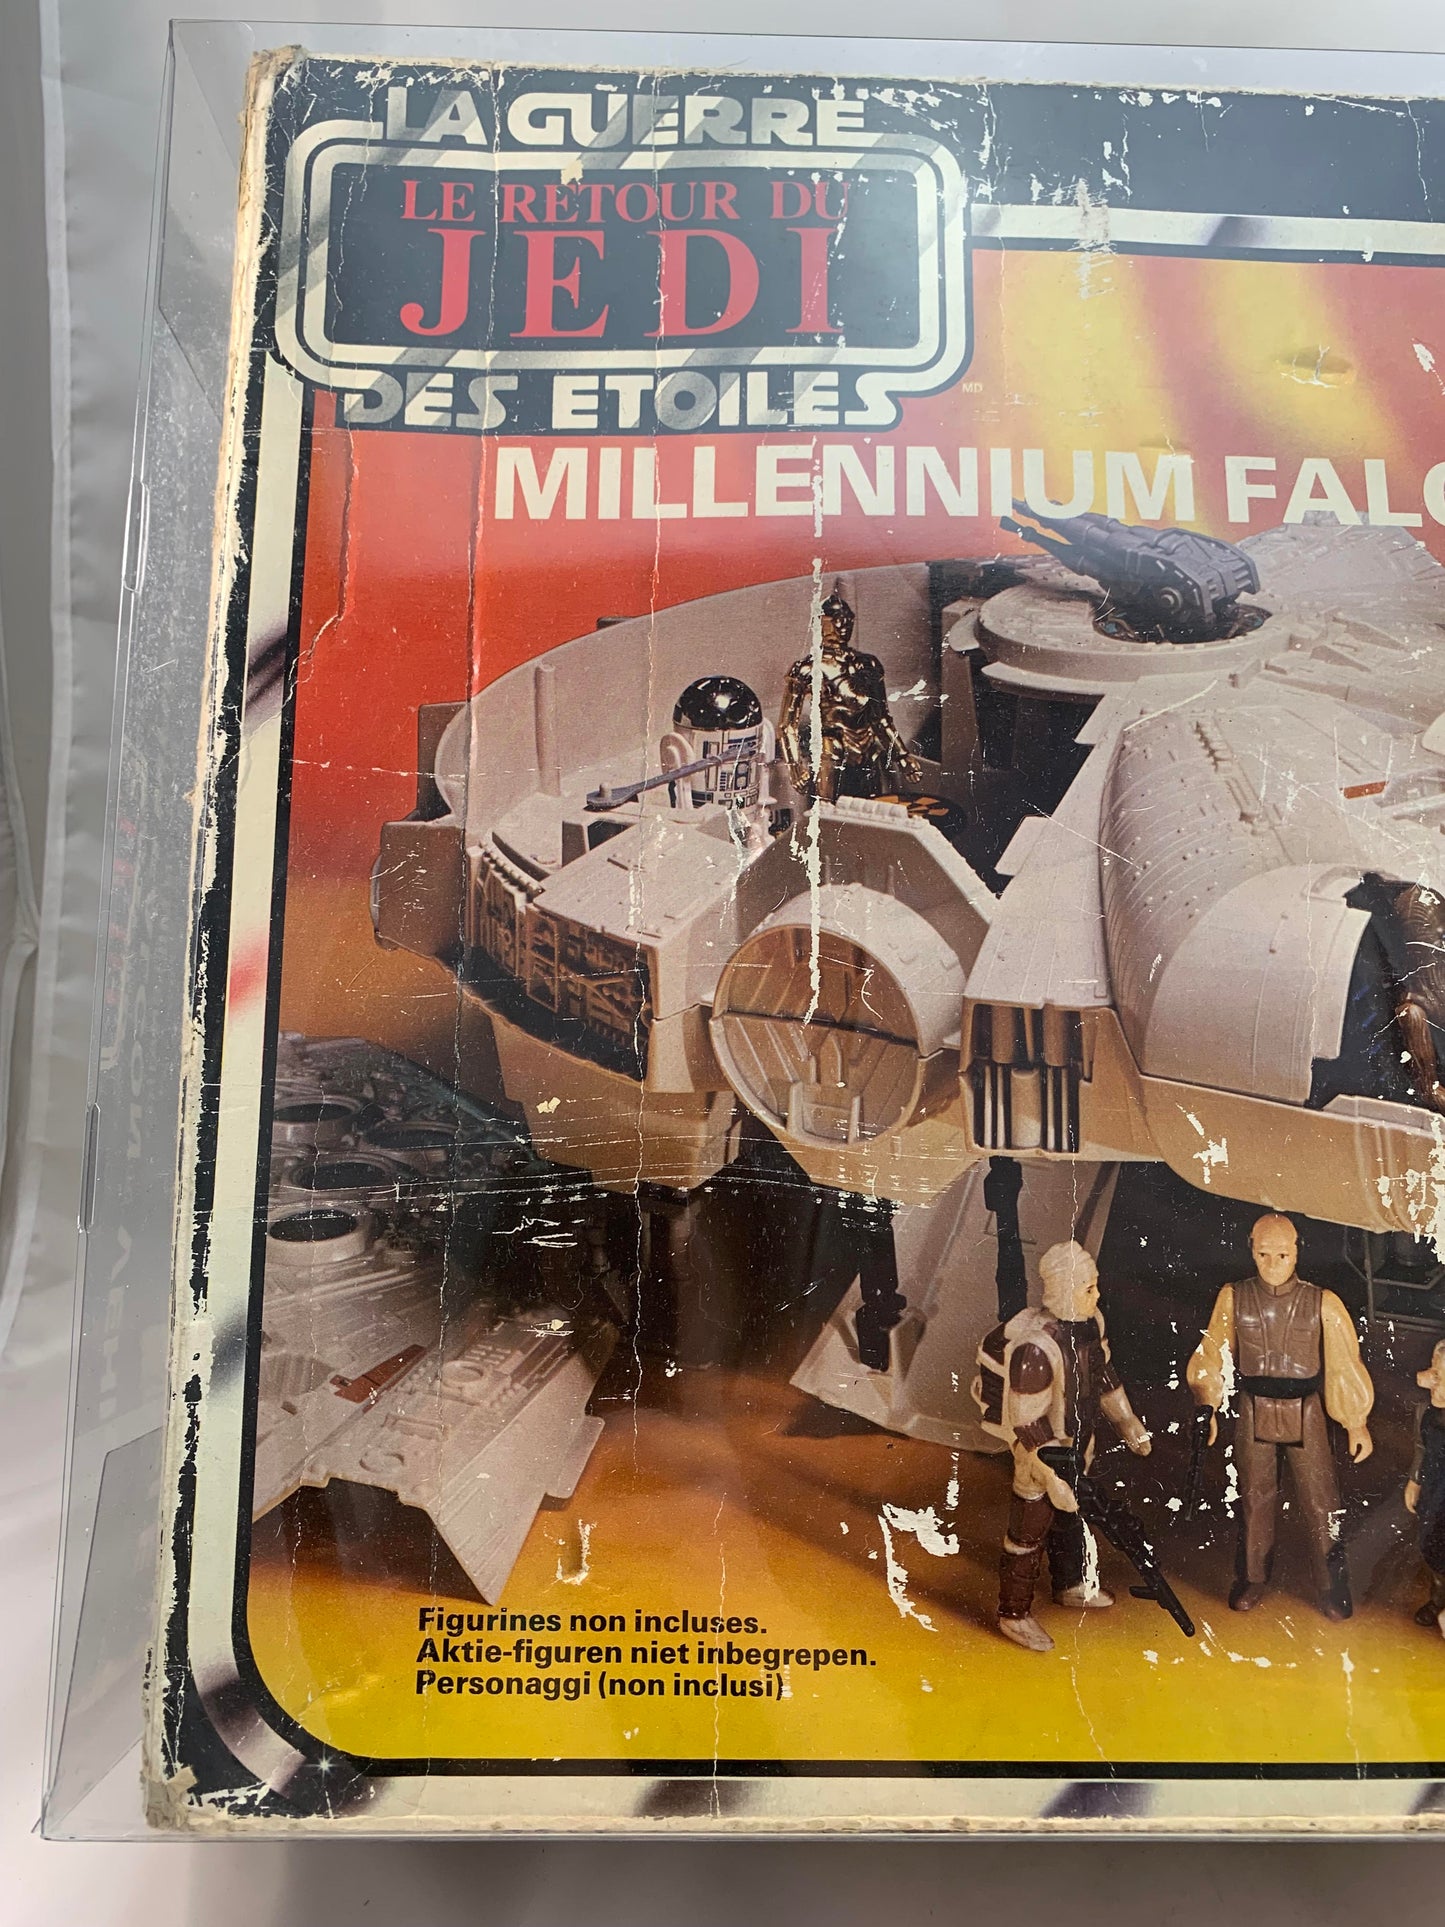 LA GUERRE
LE RETOUR DU
JEDI
DES ETOILES
MD
MILLENNIUM FALC
Figurines non incluses.
Aktie-figuren niet inbegrepen.
Personaggi (non inclusi)